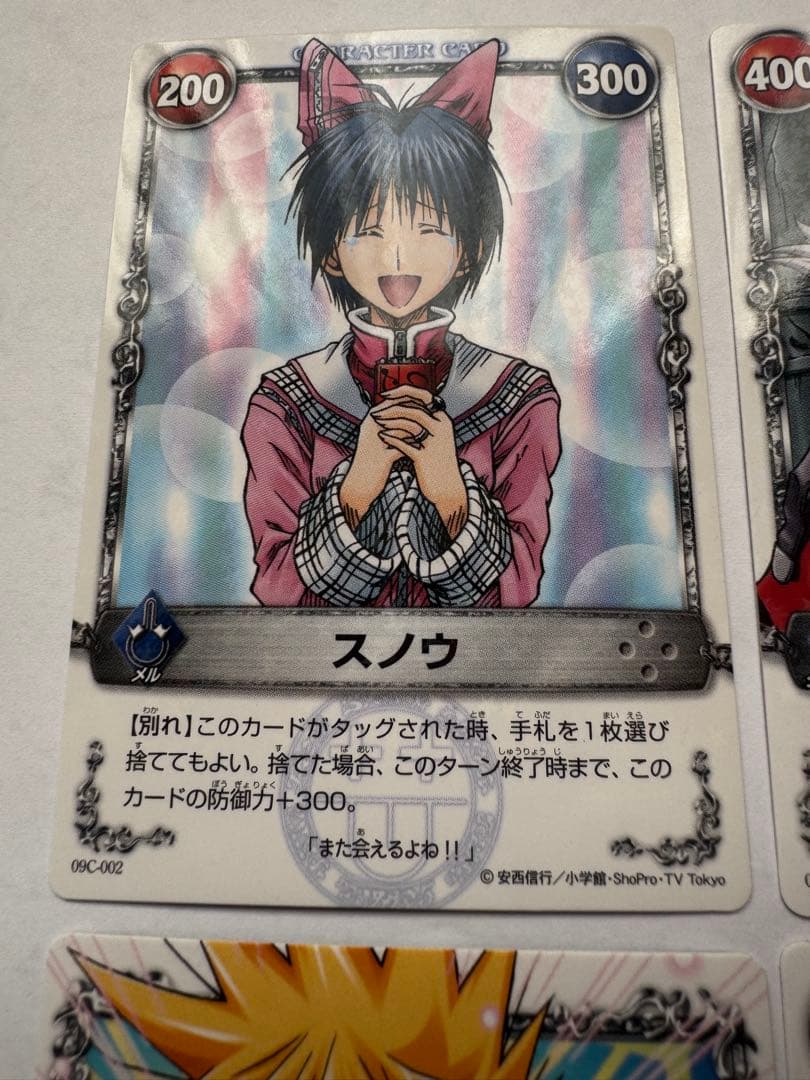 CHARACTER CARD
200
300
400
メル
スノウ
【別れ】このカードがタッグされた時、手札を1枚選び
捨ててもよい。捨てた場合、このターン終了時まで、この
カードの防御力+300。
「また会えるよね!!」
09C-002
© 安西信行/小学館・ShoPro・TV Tokyo